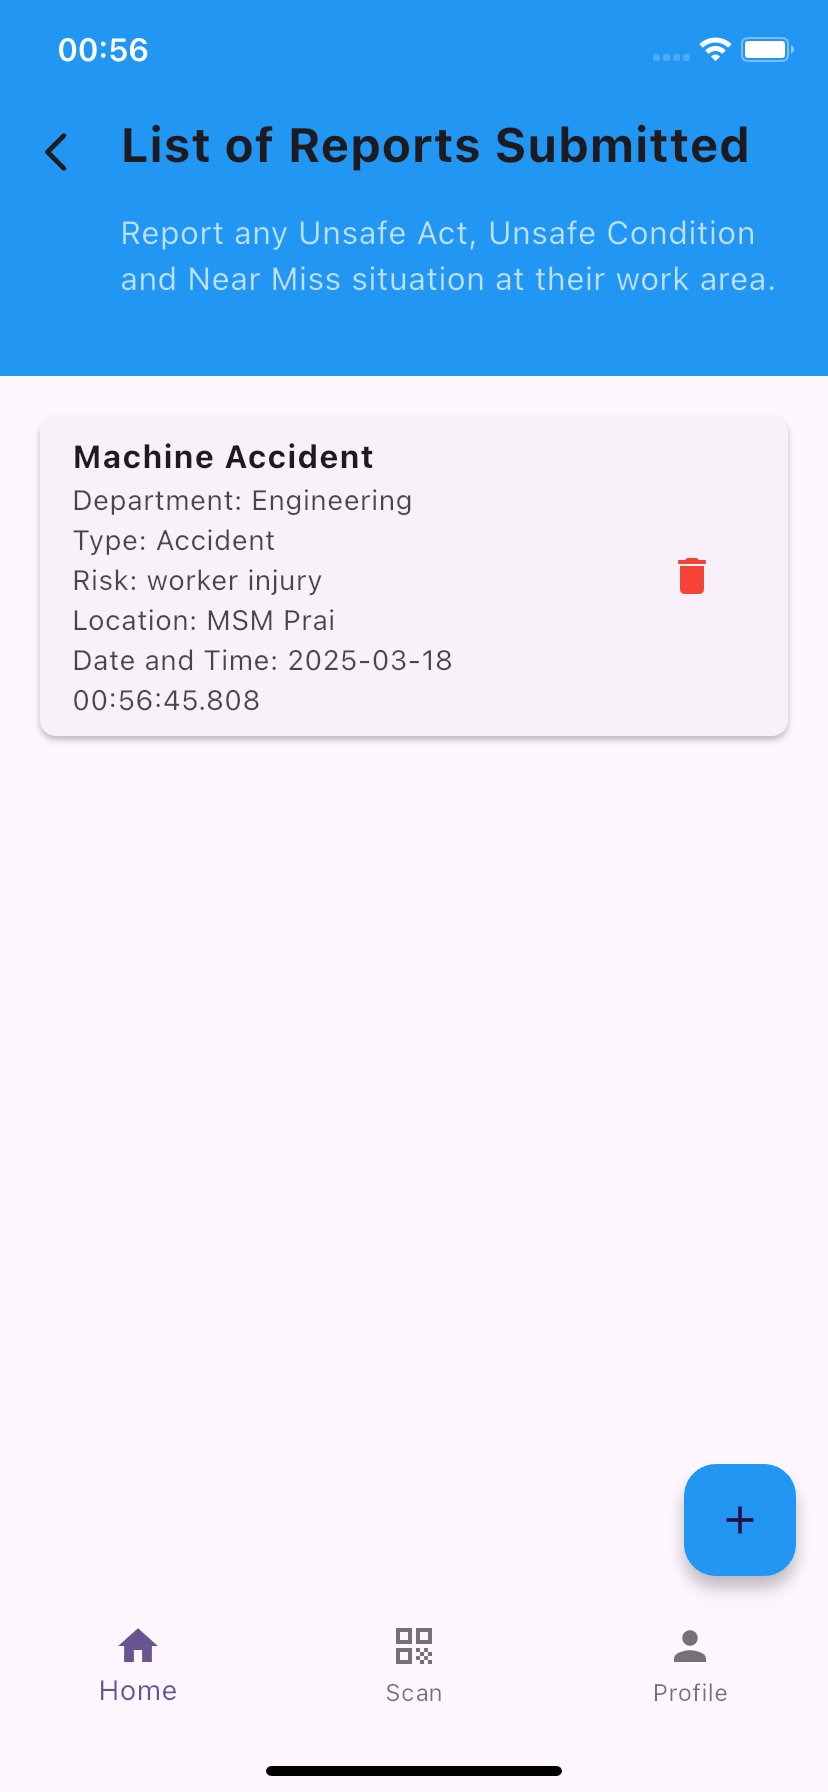 00:56
List of Reports Submitted
Report any Unsafe Act, Unsafe Condition
and Near Miss situation at their work area.
Machine Accident
Department: Engineering
Type: Accident
Risk: worker injury
Location: MSM Prai
Date and Time: 2025-03-18
00:56:45.808
Home
Scan
Profile